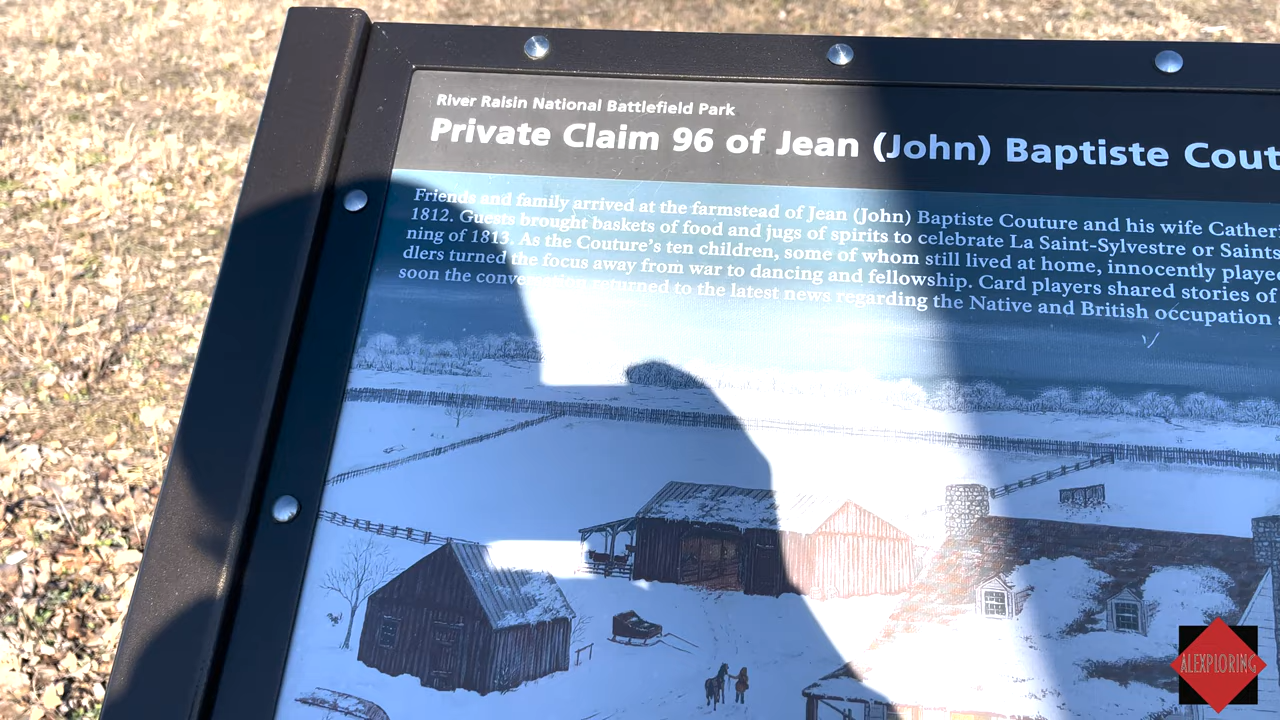 River Raisin National Battlefield Park
Private Claim 96 of Jean (John) Baptiste Cout
Friends and family arrived at the farmstead of Jean (John) Baptiste Couture and his wife Catheri
1812. Guests brought baskets of food and jugs of spirits to celebrate La Saint-Sylvestre or Saints
ning of 1813. As the Couture's ten children, some of whom still lived at home, innocently played
dlers turned the focus away from war to dancing and fellowship. Card players shared stories of
soon the conversation returned to the latest news regarding the Native and British occupation
ALEXPLORING